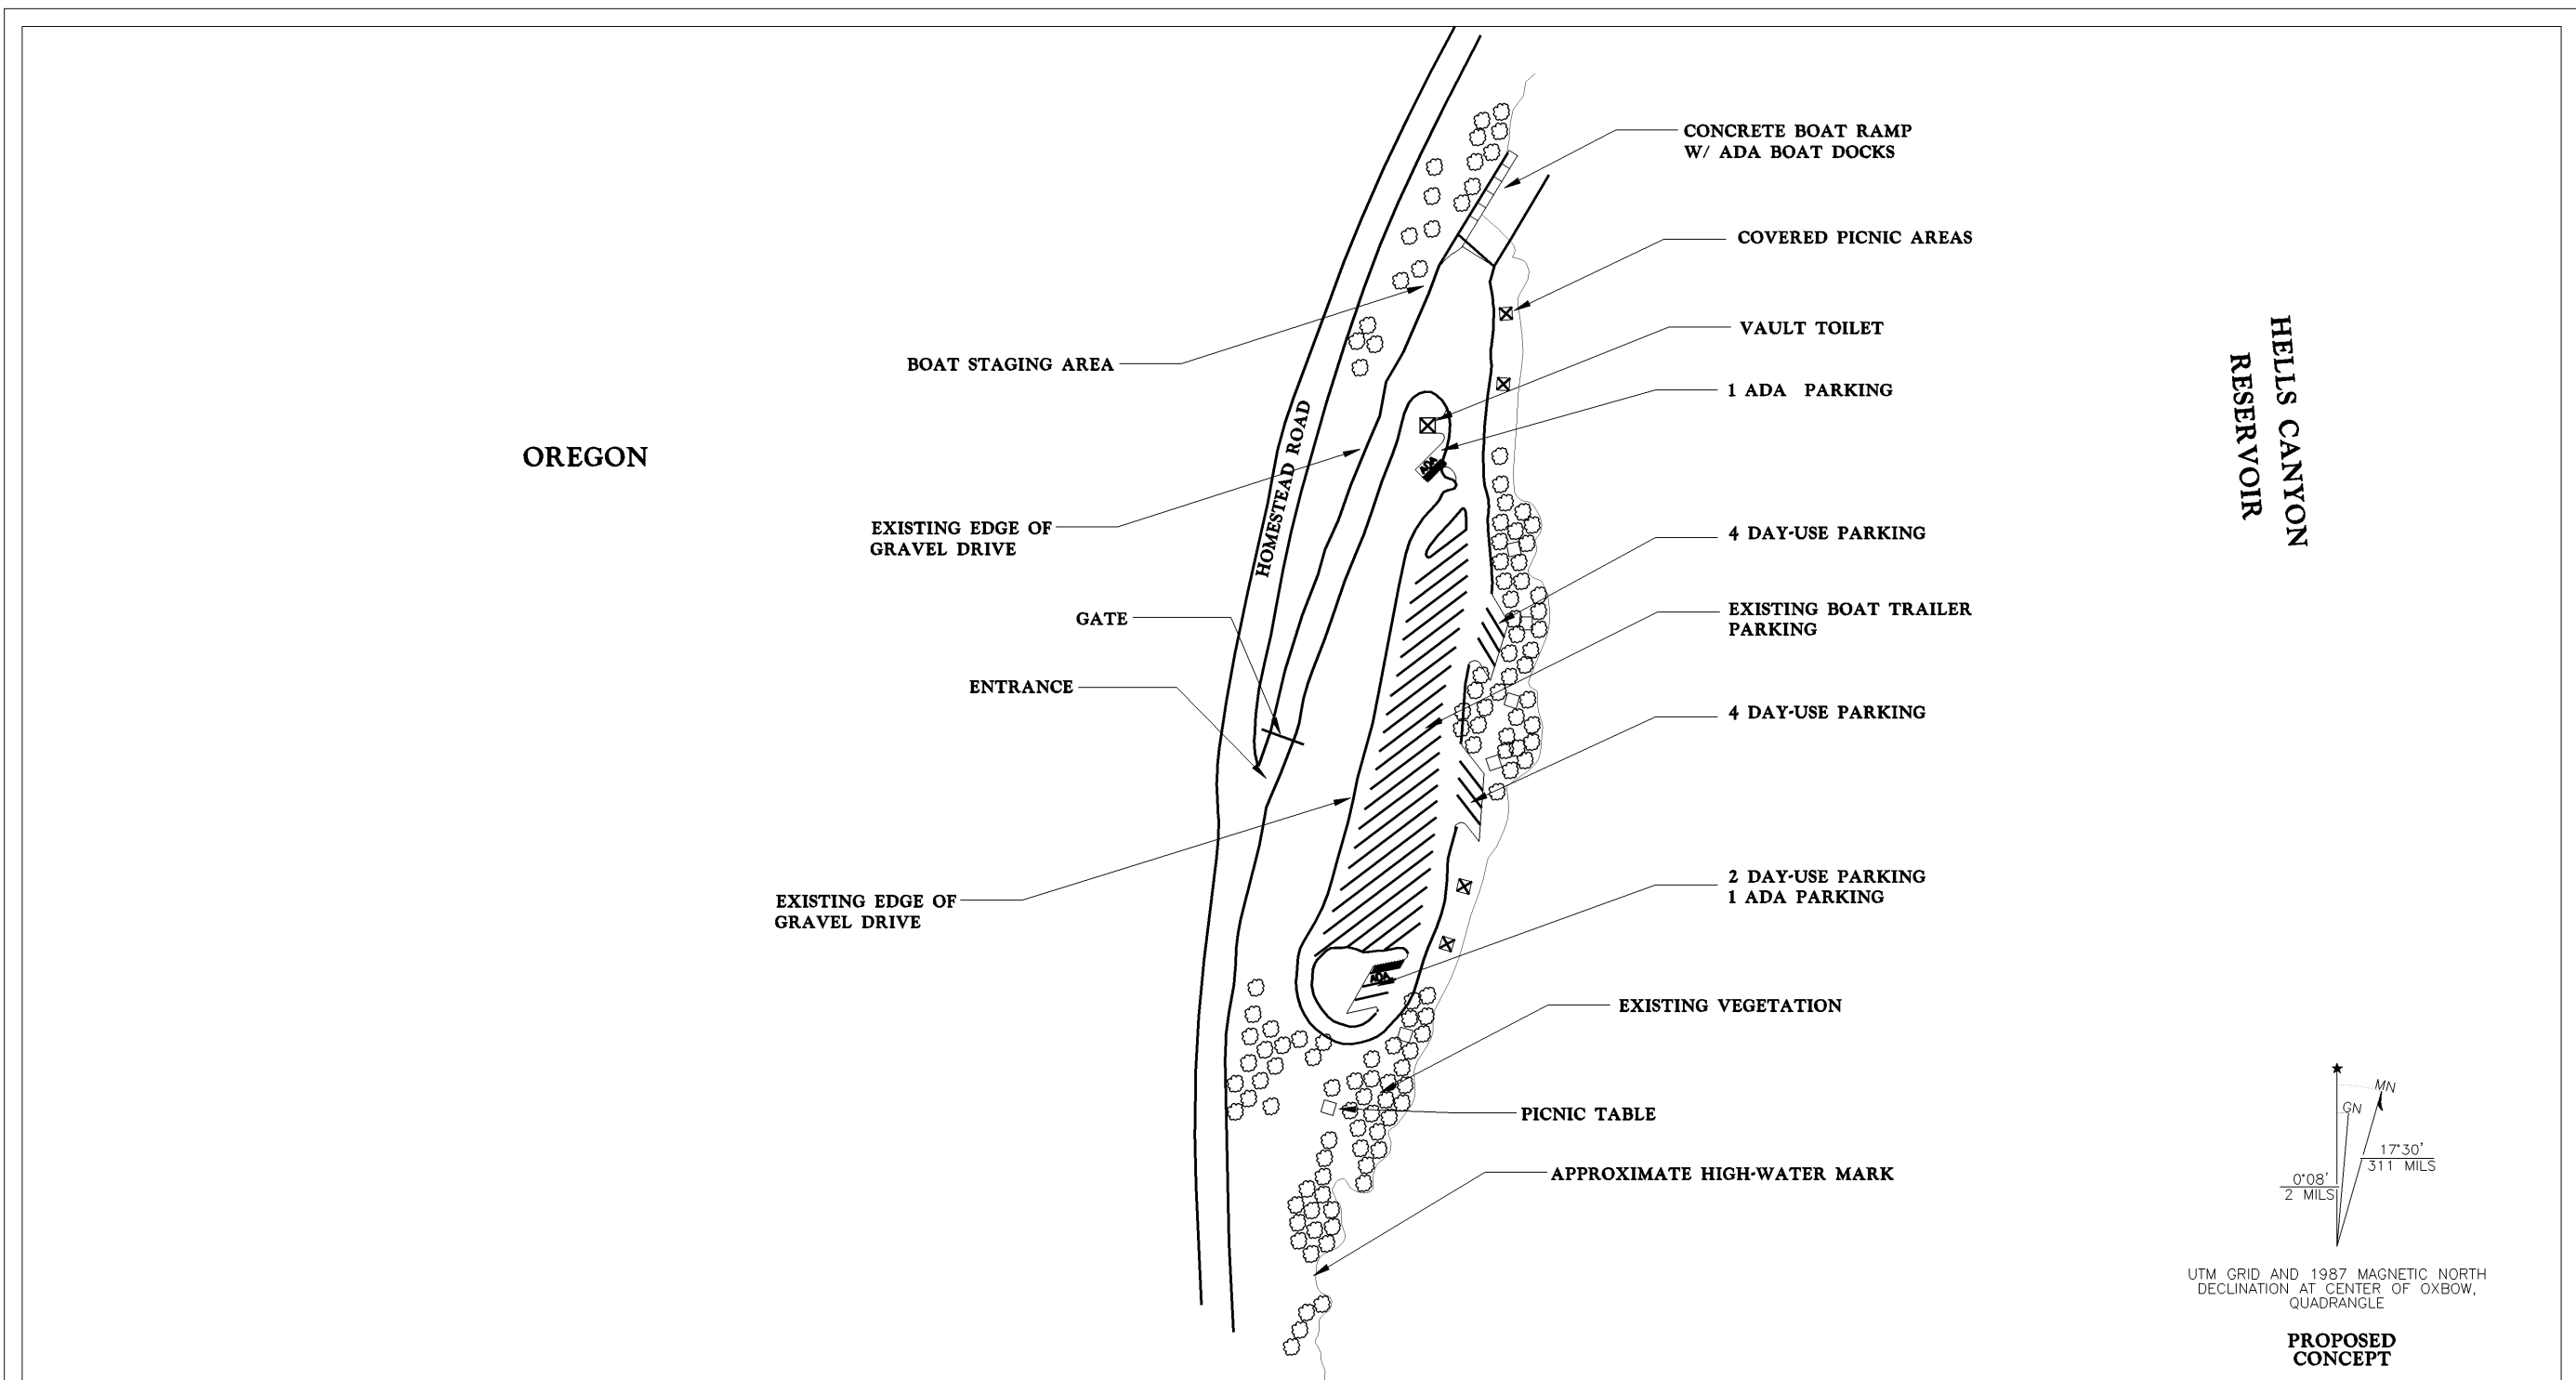 CONCRETE BOAT RAMP
W/ ADA BOAT DOCKS
COVERED PICNIC AREAS
VAULT TOILET
BOAT STAGING AREA
1 ADA PARKING
HELLS CANYON
RESERVOIR
OREGON
HOMESTEAD ROAD
ADA
EXISTING EDGE OF
GRAVEL DRIVE
4 DAY-USE PARKING
GATE
EXISTING BOAT TRAILER
PARKING
ENTRANCE
4 DAY-USE PARKING
EXISTING EDGE OF
GRAVEL DRIVE
2 DAY-USE PARKING
1 ADA PARKING
ADA
EXISTING VEGETATION
PICNIC TABLE
APPROXIMATE HIGH-WATER MARK
MN
GN
17°30'
311 MILS
0°08'
2 MILS
UTM GRID AND 1987 MAGNETIC NORTH
DECLINATION AT CENTER OF OXBOW,
QUADRANGLE
PROPOSED
CONCEPT